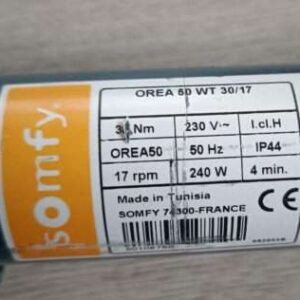 somfy.
OREA 50 WT 30/17
30 Nm 230 V~ I.cl.H
OREA50 50 Hz IP44
17 rpm 240 W 4 min.
Made in Tunisia
SOMFY 74300-FRANCE CE